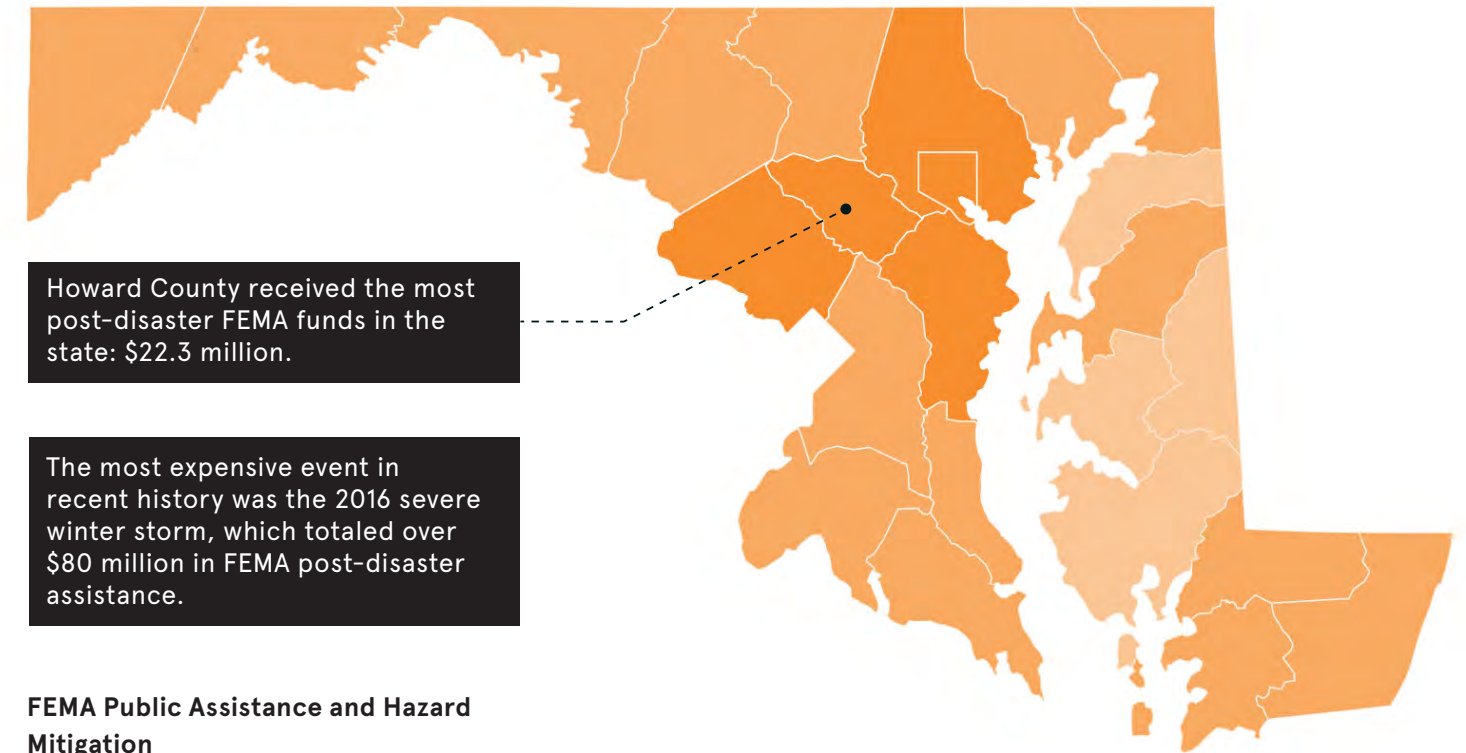 Howard County received the most
post-disaster FEMA funds in the
state: $22.3 million.
The most expensive event in
recent history was the 2016 severe
winter storm, which totaled over
$80 million in FEMA post-disaster
assistance.
FEMA Public Assistance and Hazard
Mitigation